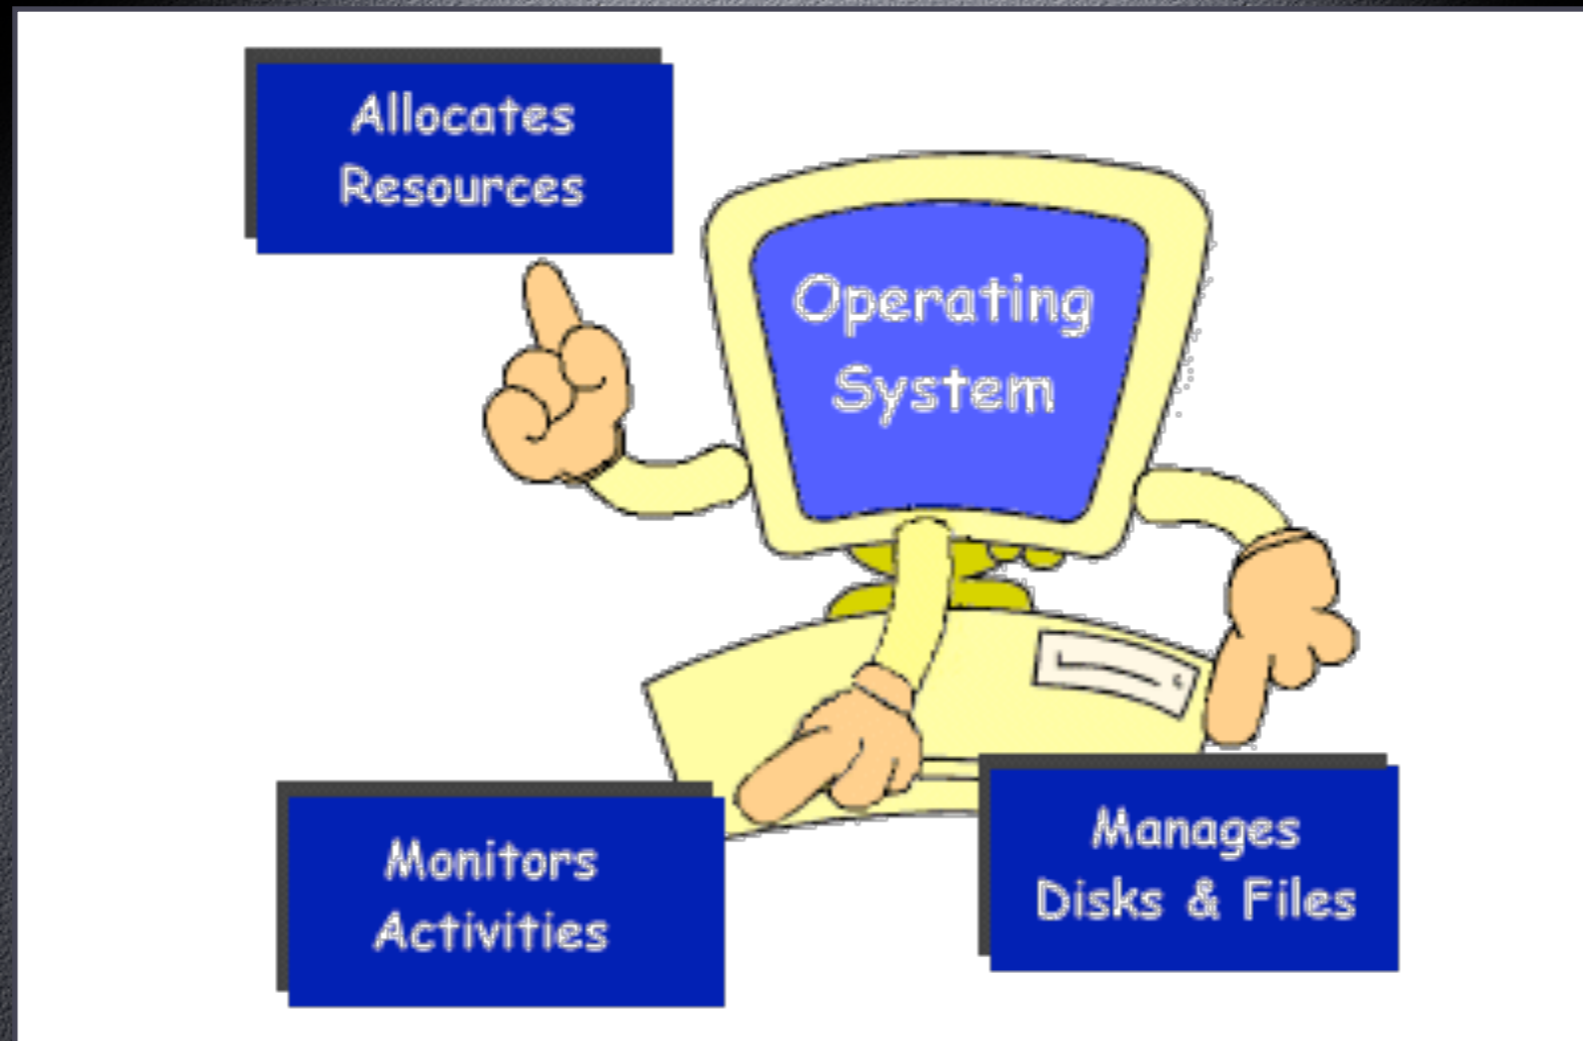 Allocates
Resources
Operating
System
Monitors
Activities
Manages
Disks & Files